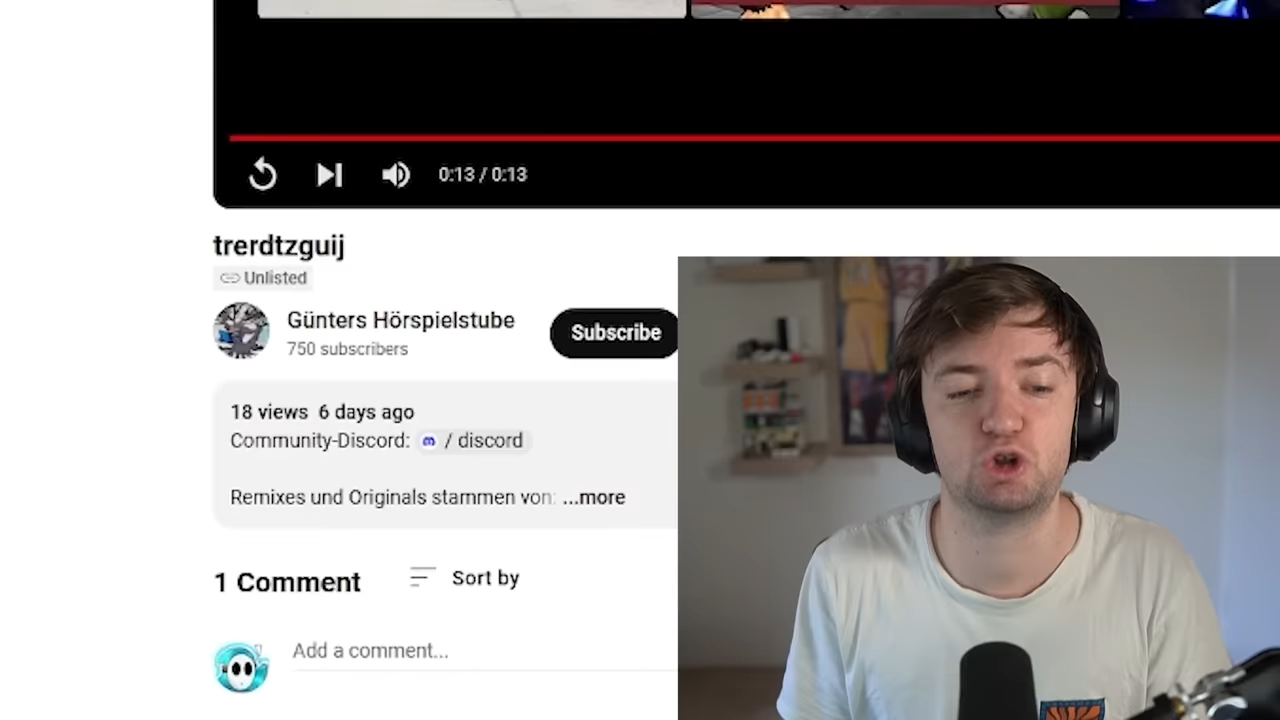 0:13 / 0:13
trerdtzguij
Unlisted
Günters Hörspielstube
750 subscribers
Subscribe
18 views 6 days ago
Community-Discord: / discord
Remixes und Originals stammen von: ...more
1 Comment
Sort by
Add a comment...
23